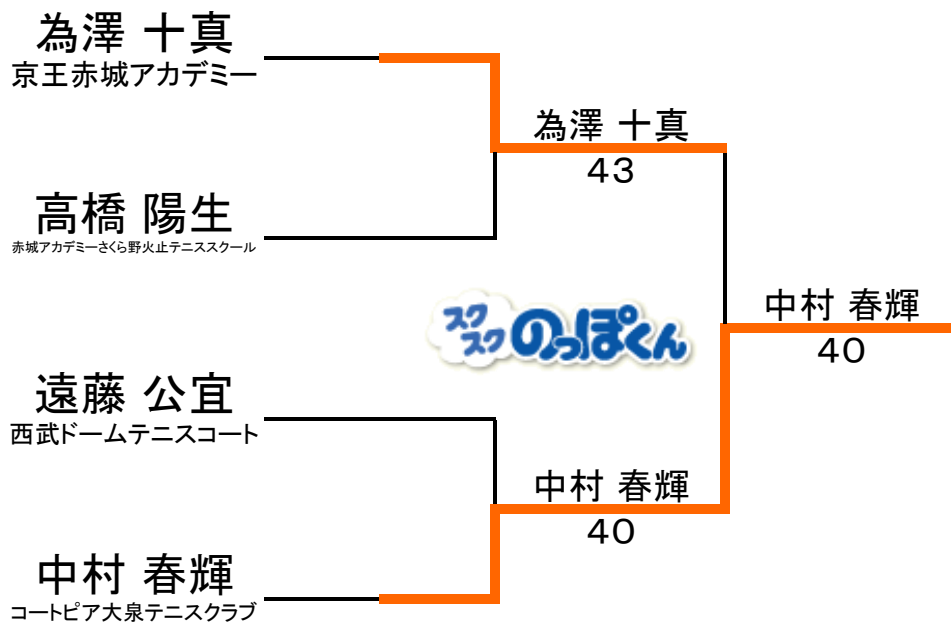 為澤 十真
京王赤城アカデミー
為澤 十真
43
高橋 陽生
赤城アカデミーさくら野火止テニススクール
中村 春輝
40
スク
スク のっぽくん
遠藤 公宜
西武ドームテニスコート
中村 春輝
40
中村 春輝
コートピア大泉テニスクラブ